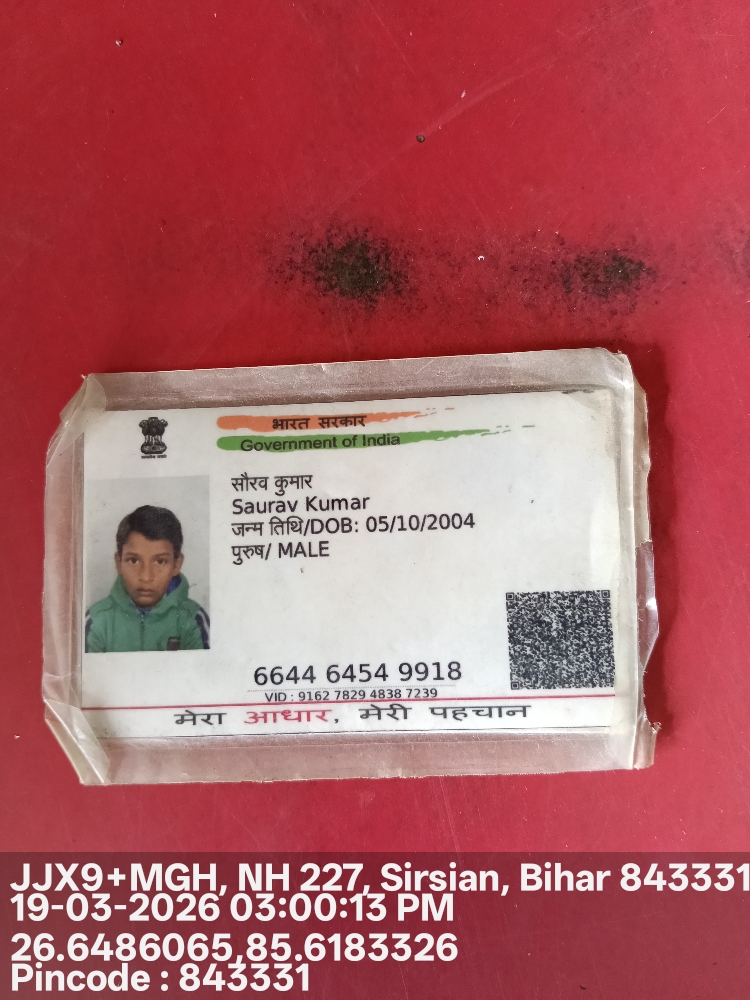 भारत सरकार
Government of India
सौरव कुमार
Saurav Kumar
जन्म तिथि/DOB: 05/10/2004
पुरुष/ MALE
6644 6454 9918
VID : 9162 7829 4838 7239
मेरा आधार, मेरी पहचान
JJX9+MGH, NH 227, Sirsian, Bihar 843331
19-03-2026 03:00:13 PM
26.6486065,85.6183326
Pincode : 843331